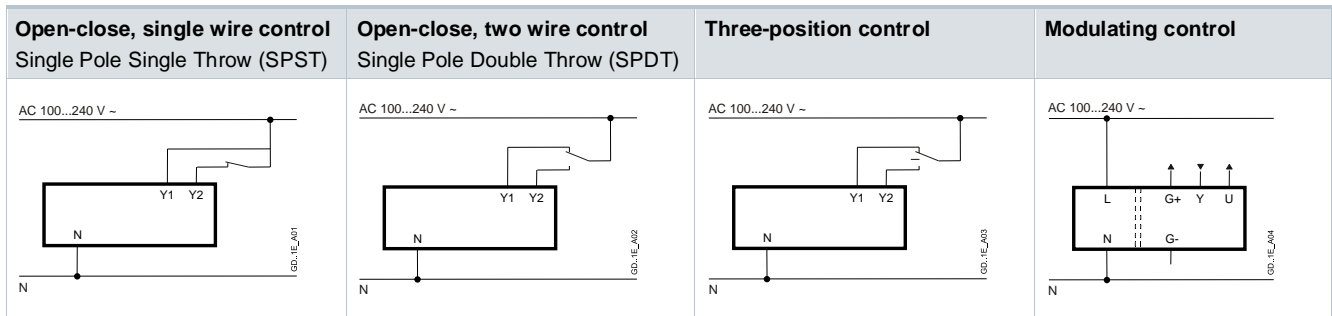 Open-close, single wire control
Single Pole Single Throw (SPST)
Open-close, two wire control
Single Pole Double Throw (SPDT)
Three-position control
Modulating control
AC 100...240 V ~
Y1 Y2
N
N
GD..1E_A01
AC 100...240 V ~
Y1 Y2
N
N
GD..1E_A02
AC 100...240 V ~
Y1 Y2
N
N
GD..1E_A03
AC 100...240 V ~
L G+ Y U
N G-
N
GD..1E_A04